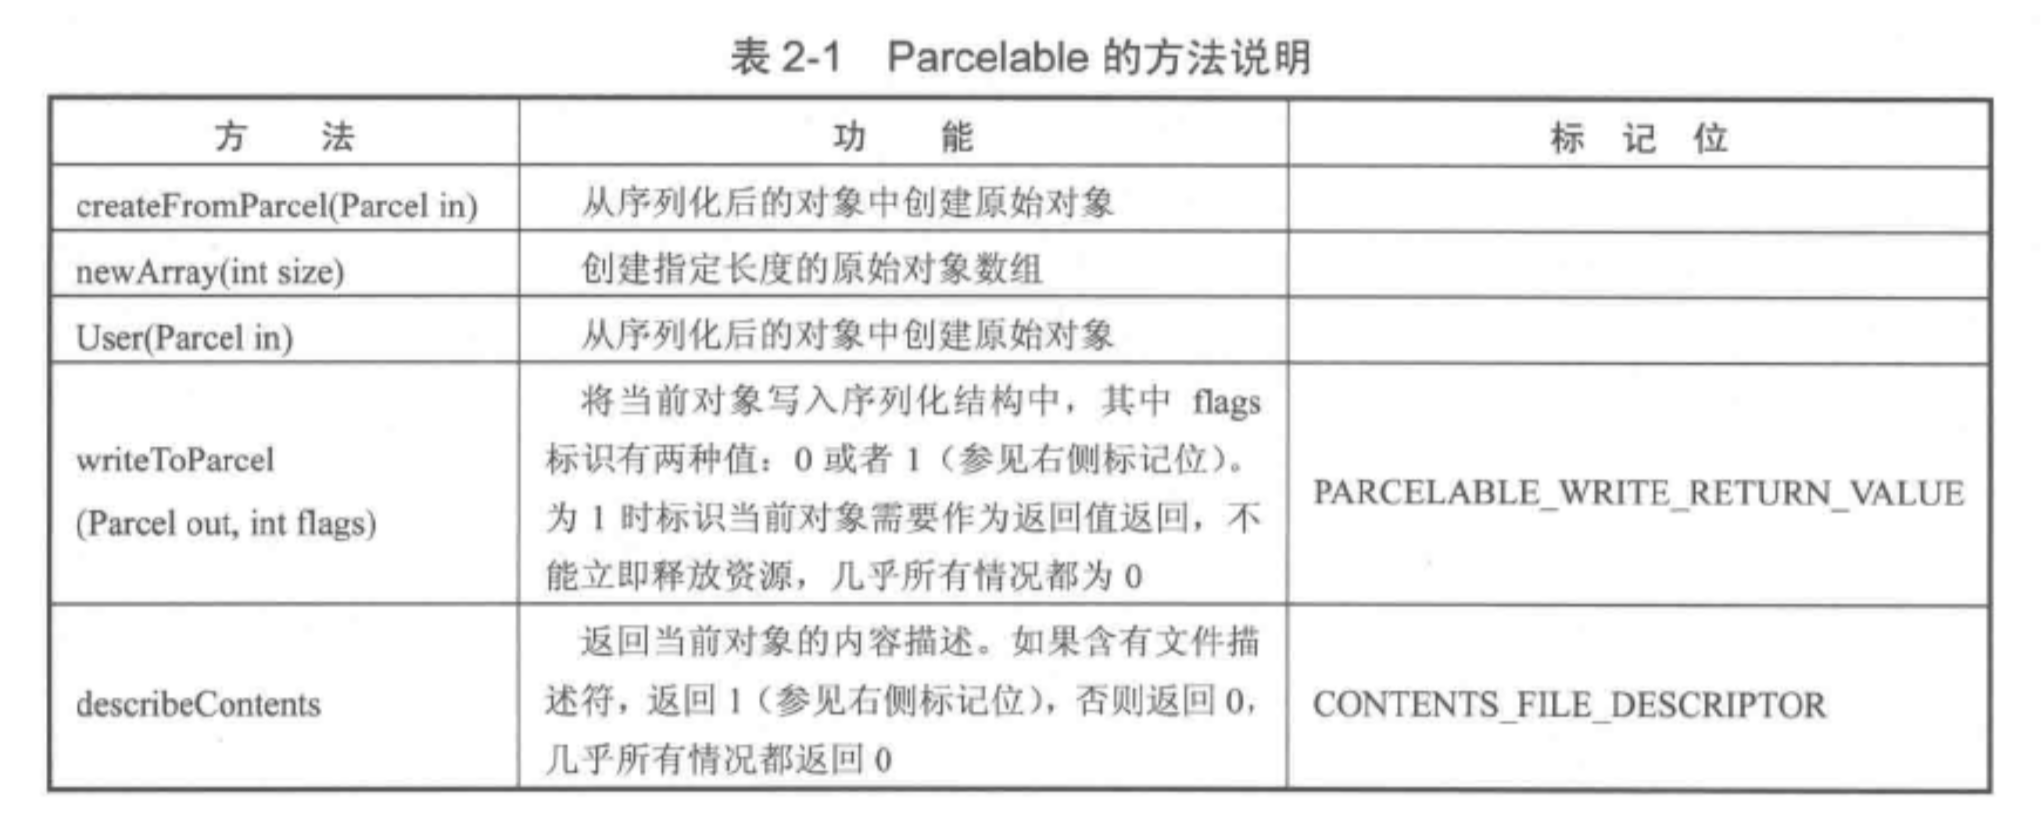 表 2-1 Parcelable 的方法说明
方 法 功 能 标 记 位
createFromParcel(Parcel in) 从序列化后的对象中创建原始对象
newArray(int size) 创建指定长度的原始对象数组
User(Parcel in) 从序列化后的对象中创建原始对象
writeToParcel
(Parcel out, int flags)
将当前对象写入序列化结构中，其中 flags
标识有两种值：0 或者 1（参见右侧标记位）。
为 1 时标识当前对象需要作为返回值返回，不
能立即释放资源，几乎所有情况都为 0
PARCELABLE_WRITE_RETURN_VALUE
describeContents
返回当前对象的内容描述。如果含有文件描
述符，返回 1（参见右侧标记位），否则返回 0，
几乎所有情况都返回 0
CONTENTS_FILE_DESCRIPTOR